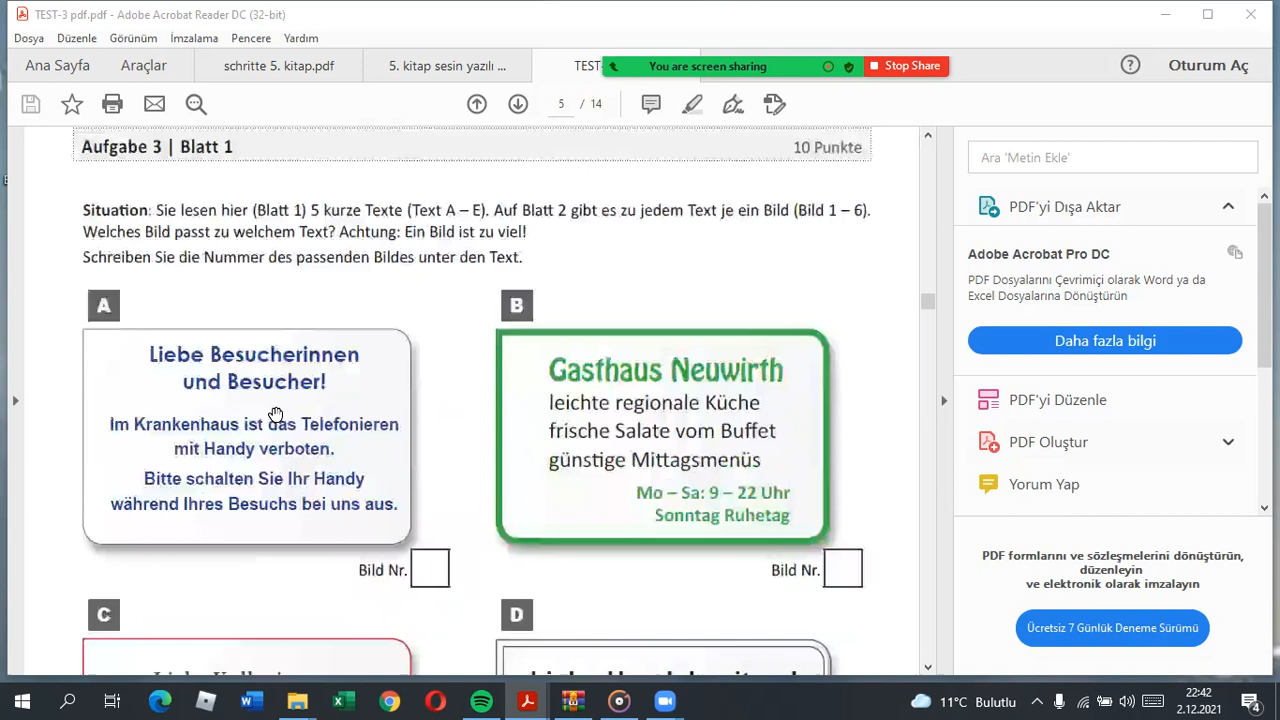 TEST-3 pdf.pdf - Adobe Acrobat Reader DC (32-bit)
Dosya Düzenle Görünüm İmzalama Pencere Yardım
Ana Sayfa Araçlar schritte 5. kitap.pdf 5. kitap sesin yazılı ... TEST- You are screen sharing Stop Share Oturum Aç
5 / 14
Aufgabe 3 | Blatt 1 10 Punkte
Situation: Sie lesen hier (Blatt 1) 5 kurze Texte (Text A – E). Auf Blatt 2 gibt es zu jedem Text je ein Bild (Bild 1 – 6).
Welches Bild passt zu welchem Text? Achtung: Ein Bild ist zu viel!
Schreiben Sie die Nummer des passenden Bildes unter den Text.
A
Liebe Besucherinnen
und Besucher!
Im Krankenhaus ist das Telefonieren
mit Handy verboten.
Bitte schalten Sie Ihr Handy
während Ihres Besuchs bei uns aus.
Bild Nr.
B
Gasthaus Neuwirth
leichte regionale Küche
frische Salate vom Buffet
günstige Mittagsmenüs
Mo – Sa: 9 – 22 Uhr
Sonntag Ruhetag
Bild Nr.
C
D
Ara 'Metin Ekle'
PDF'yi Dışa Aktar
Adobe Acrobat Pro DC
PDF Dosyalarını Çevrimiçi olarak Word ya da
Excel Dosyalarına Dönüştürün
Daha fazla bilgi
PDF'yi Düzenle
PDF Oluştur
Yorum Yap
PDF formlarını ve sözleşmelerini dönüştürün,
düzenleyin
ve elektronik olarak imzalayın
Ücretsiz 7 Günlük Deneme Sürümü
11°C Bulutlu
22:42
2.12.2021
4